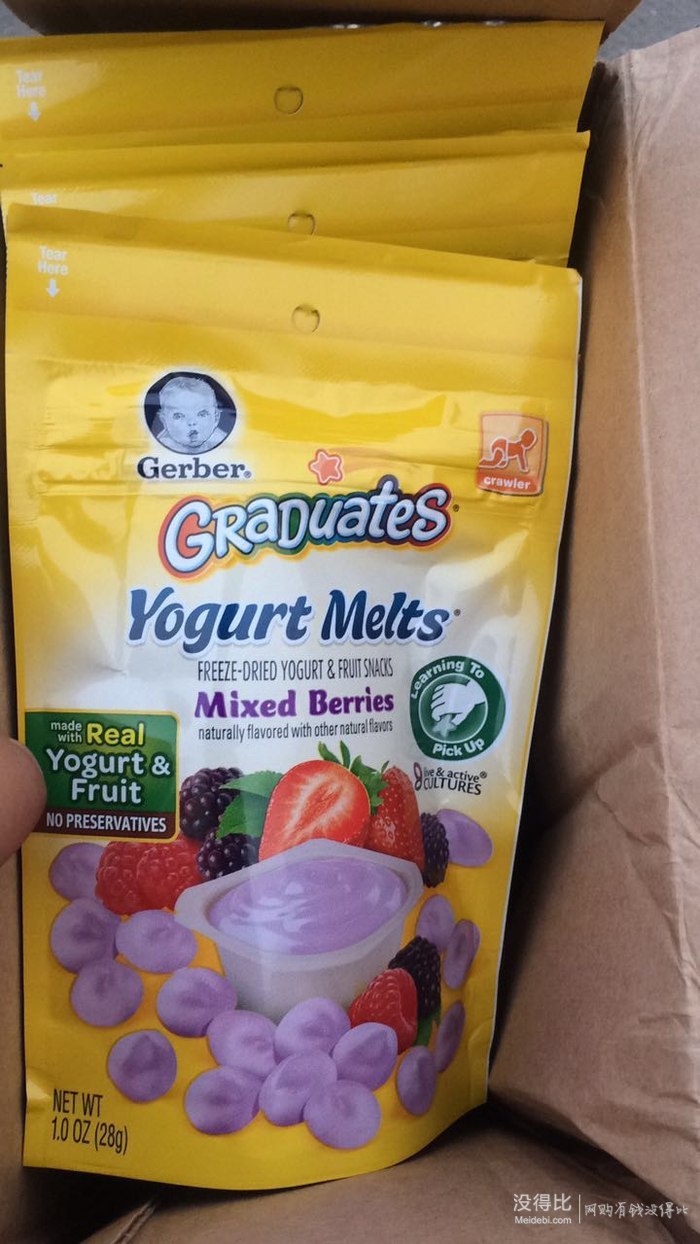 Tear
Here
Tear
Tear
Here
Gerber®
crawler
GRADUATES®
Yogurt Melts®
FREEZE-DRIED YOGURT & FRUIT SNACKS
Mixed Berries
naturally flavored with other natural flavors
Learning To
Pick Up
made
with Real
Yogurt &
Fruit
NO PRESERVATIVES
live & active®
CULTURES
NET WT
1.0 OZ (28g)
没得比
Meidebi.com
网购有钱没得比